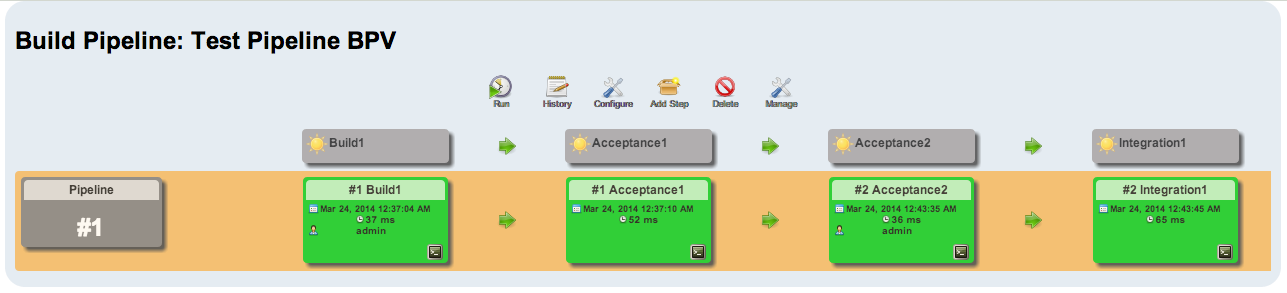 Build Pipeline: Test Pipeline BPV
Run History Configure Add Step Delete Manage
Build1 Acceptance1 Acceptance2 Integration1
Pipeline
#1
#1 Build1
Mar 24, 2014 12:37:04 AM
37 ms
admin
#1 Acceptance1
Mar 24, 2014 12:37:10 AM
52 ms
#2 Acceptance2
Mar 24, 2014 12:43:35 AM
36 ms
admin
#2 Integration1
Mar 24, 2014 12:43:45 AM
65 ms